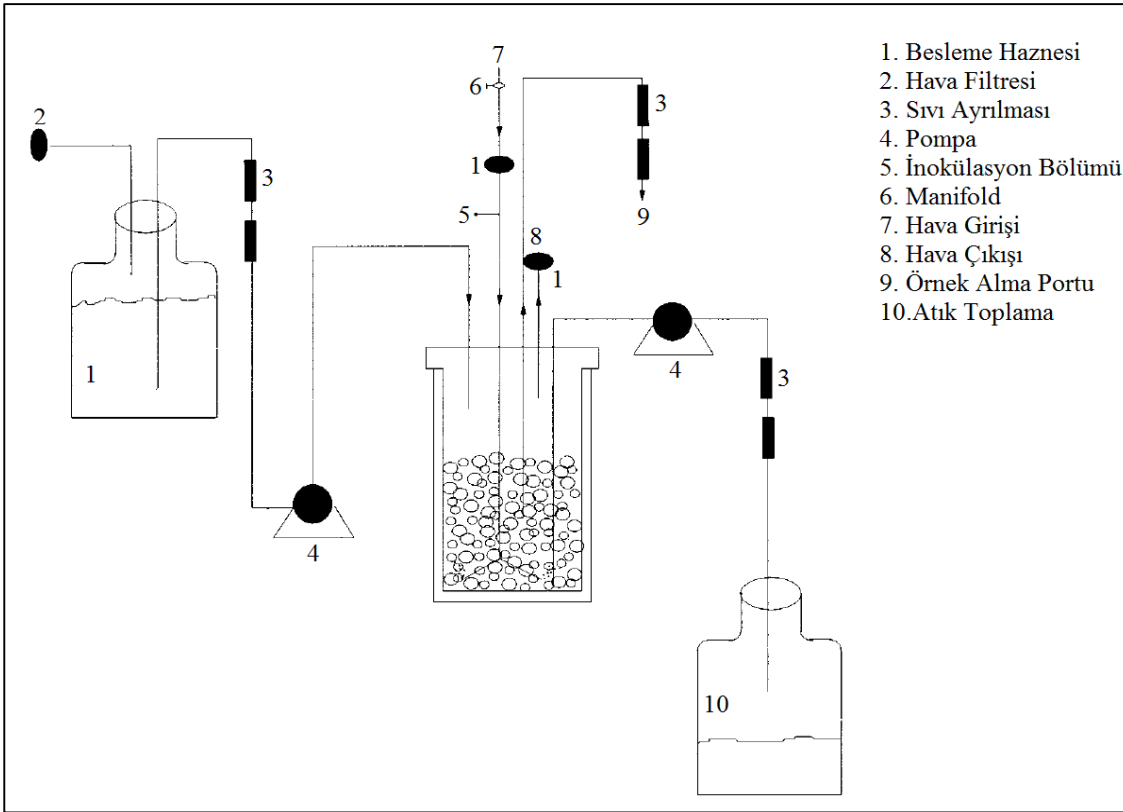 1. Besleme Haznesi
2. Hava Filtresi
3. Sıvı Ayrılması
4. Pompa
5. İnokülasyon Bölümü
6. Manifold
7. Hava Girişi
8. Hava Çıkışı
9. Örnek Alma Portu
10.Atık Toplama
7
6
3
2
1
3
5
9
8
1
4
3
1
4
10